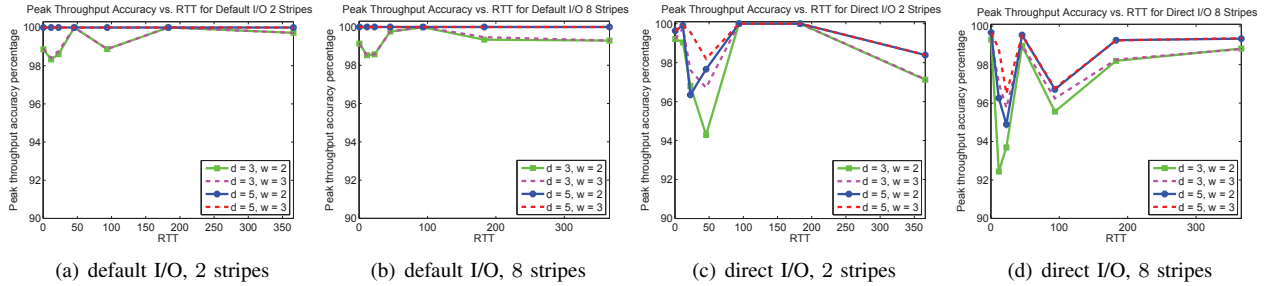 Peak Throughput Accuracy vs. RTT for Default I/O 2 Stripes
Peak throughput accuracy percentage
100
98
96
94
92
90
0 50 100 150 200 250 300 350
RTT
d = 3, w = 2
d = 3, w = 3
d = 5, w = 2
d = 5, w = 3
(a) default I/O, 2 stripes
Peak Throughput Accuracy vs. RTT for Default I/O 8 Stripes
Peak throughput accuracy percentage
100
98
96
94
92
90
0 100 200 300
RTT
d = 3, w = 2
d = 3, w = 3
d = 5, w = 2
d = 5, w = 3
(b) default I/O, 8 stripes
Peak Throughput Accuracy vs. RTT for Direct I/O 2 Stripes
Peak throughput accuracy percentage
100
98
96
94
92
90
0 50 100 150 200 250 300 350
RTT
d = 3, w = 2
d = 3, w = 3
d = 5, w = 2
d = 5, w = 3
(c) direct I/O, 2 stripes
Peak Throughput Accuracy vs. RTT for Direct I/O 8 Stripes
Peak throughput accuracy percentage
100
98
96
94
92
90
0 100 200 300
RTT
d = 3, w = 2
d = 3, w = 3
d = 5, w = 2
d = 5, w = 3
(d) direct I/O, 8 stripes